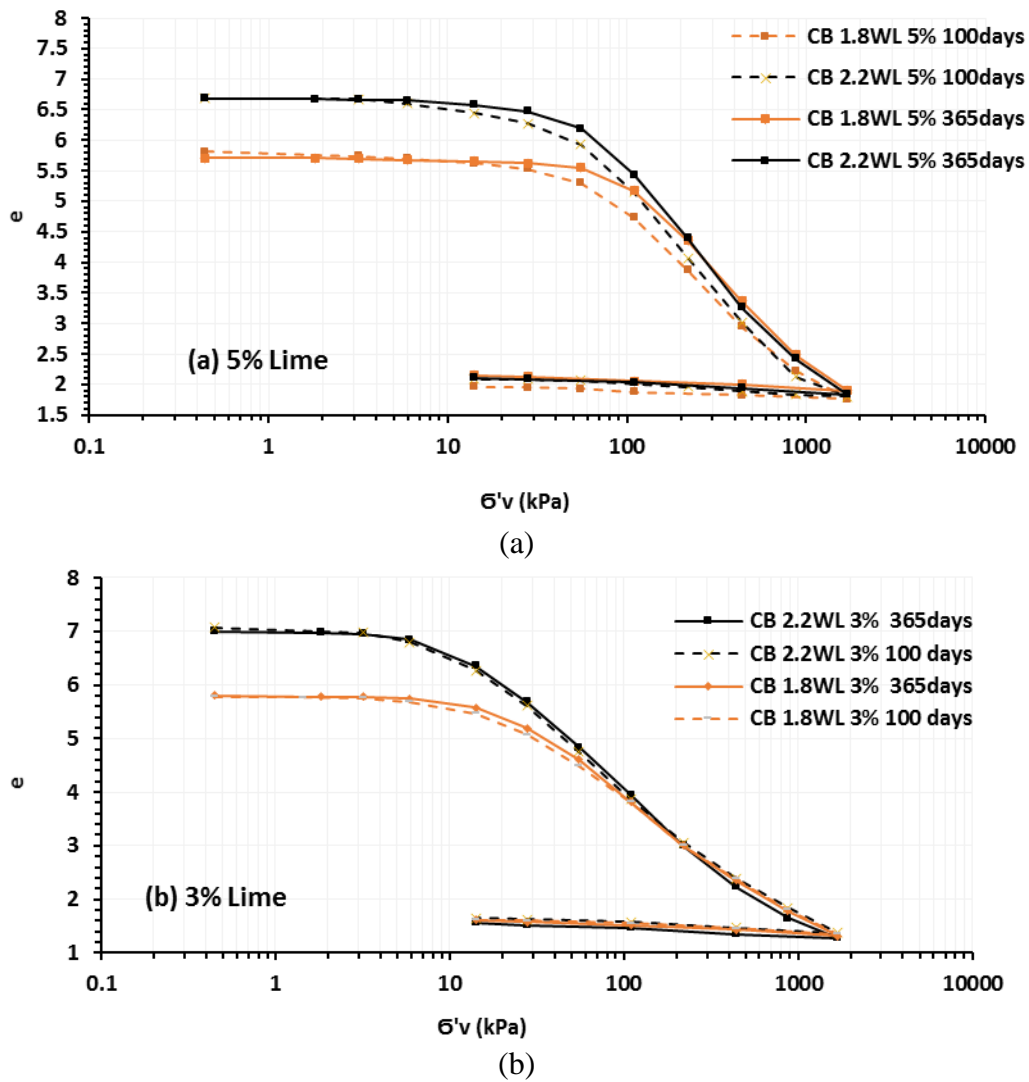 8
7.5
7
6.5
6
5.5
5
4.5
4
3.5
3
2.5
2
1.5
e
CB 1.8WL 5% 100days
CB 2.2WL 5% 100days
CB 1.8WL 5% 365days
CB 2.2WL 5% 365days
(a) 5% Lime
0.1 1 10 100 1000 10000
Ϭ'v (kPa)
(a)
8
7
6
5
4
3
2
1
e
CB 2.2WL 3% 365days
CB 2.2WL 3% 100 days
CB 1.8WL 3% 365days
CB 1.8WL 3% 100 days
(b) 3% Lime
0.1 1 10 100 1000 10000
Ϭ'v (kPa)
(b)